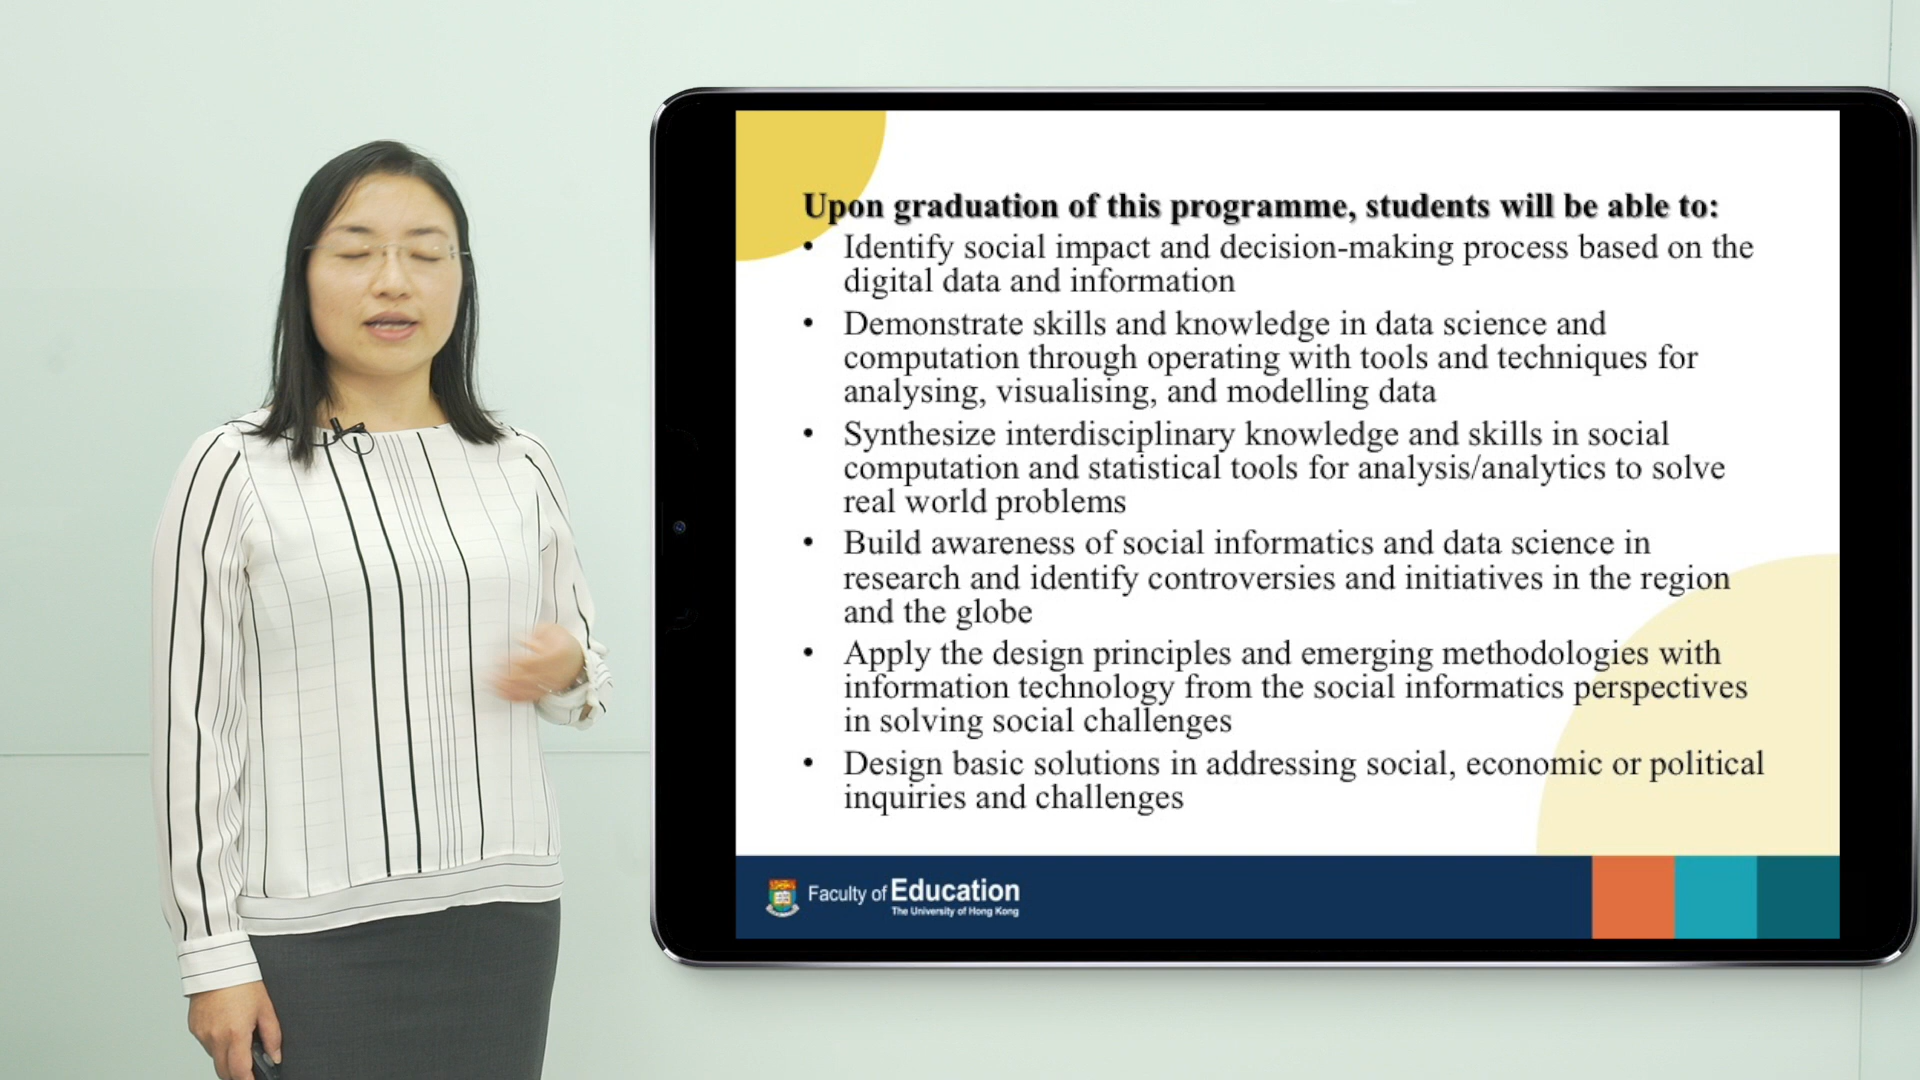 Upon graduation of this programme, students will be able to:
• Identify social impact and decision-making process based on the
digital data and information
• Demonstrate skills and knowledge in data science and
computation through operating with tools and techniques for
analysing, visualising, and modelling data
• Synthesize interdisciplinary knowledge and skills in social
computation and statistical tools for analysis/analytics to solve
real world problems
• Build awareness of social informatics and data science in
research and identify controversies and initiatives in the region
and the globe
• Apply the design principles and emerging methodologies with
information technology from the social informatics perspectives
in solving social challenges
• Design basic solutions in addressing social, economic or political
inquiries and challenges
Faculty of Education
The University of Hong Kong